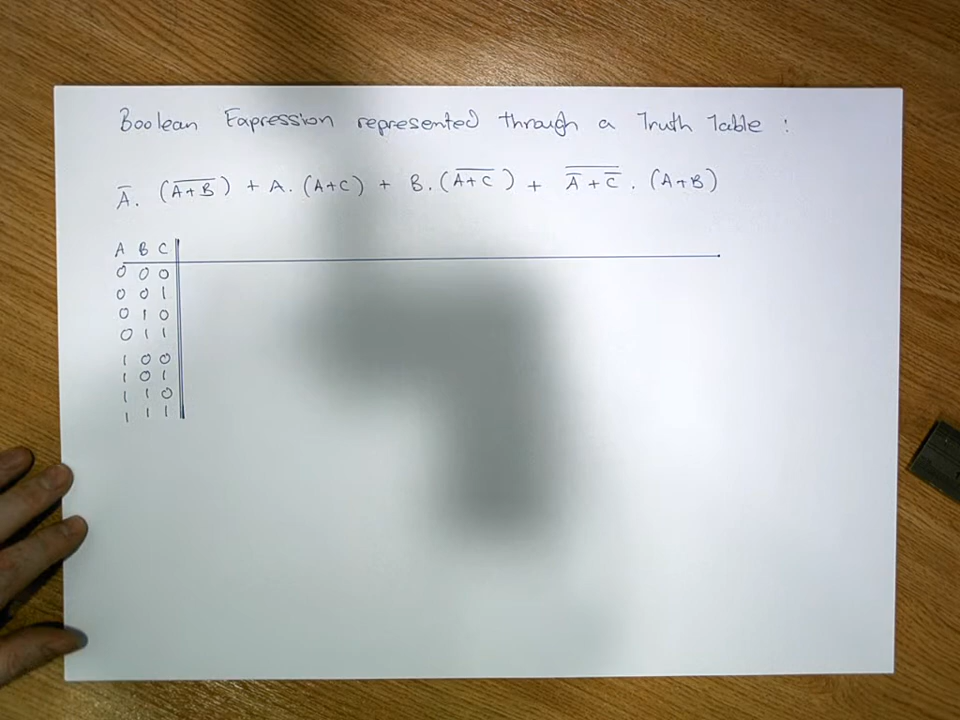 Boolean Expression represented through a Truth Table :
A̅. (A̅+̅B̅) + A. (A+C) + B. (A̅+̅C̅) + A̿ ̅+̅ C̿ . (A+B)
A B C
0 0 0
0 0 1
0 1 0
0 1 1
1 0 0
1 0 1
1 1 0
1 1 1